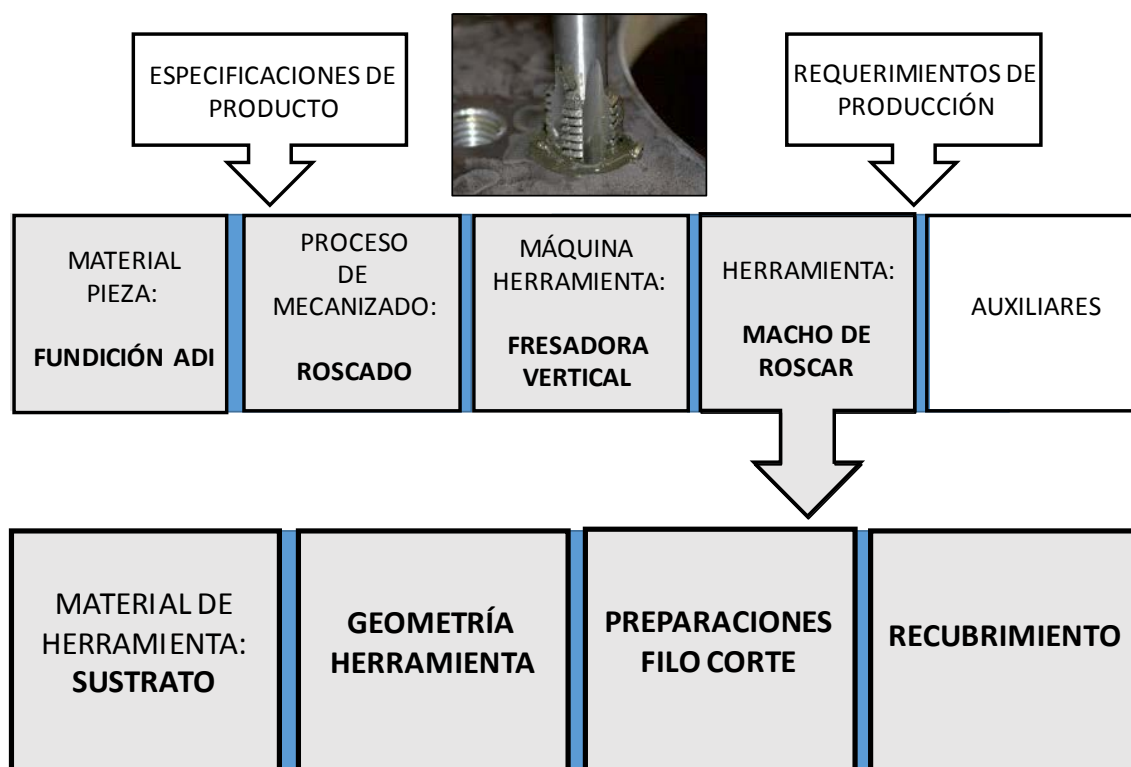 ESPECIFICACIONES DE
PRODUCTO
REQUERIMIENTOS DE
PRODUCCIÓN
MATERIAL
PIEZA:
FUNDICIÓN ADI
PROCESO
DE
MECANIZADO:
ROSCADO
MÁQUINA
HERRAMIENTA:
FRESADORA
VERTICAL
HERRAMIENTA:
MACHO DE
ROSCAR
AUXILIARES
MATERIAL DE
HERRAMIENTA:
SUSTRATO
GEOMETRÍA
HERRAMIENTA
PREPARACIONES
FILO CORTE
RECUBRIMIENTO